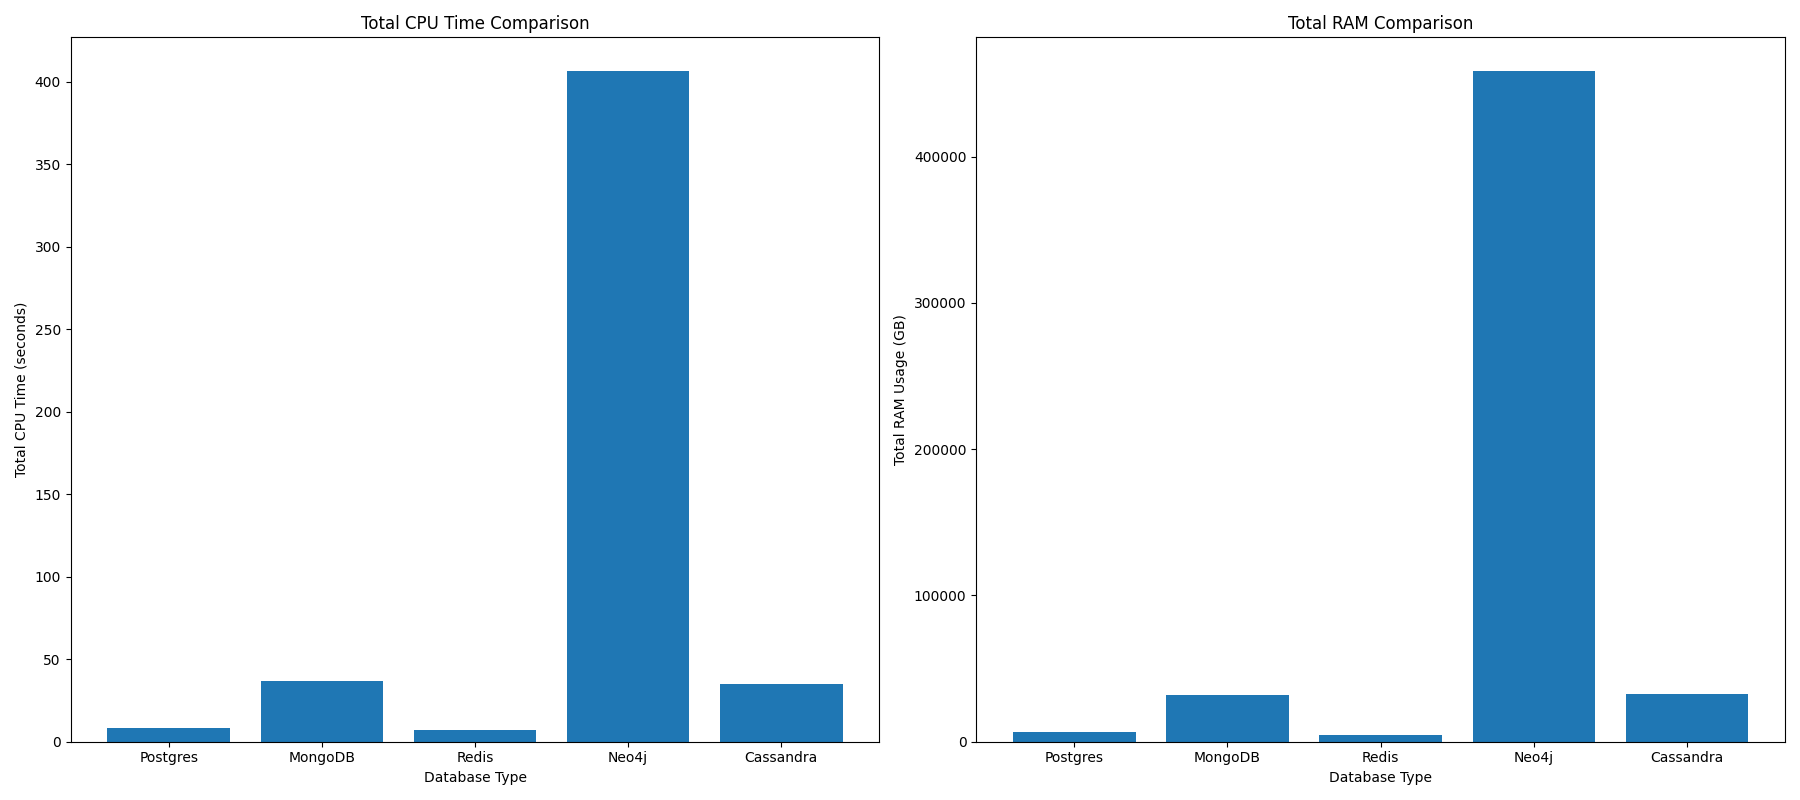 Total CPU Time Comparison
Total CPU Time (seconds)
400
350
300
250
200
150
100
50
0
Postgres
MongoDB
Redis
Neo4j
Cassandra
Database Type
Total RAM Comparison
Total RAM Usage (GB)
400000
300000
200000
100000
0
Postgres
MongoDB
Redis
Neo4j
Cassandra
Database Type